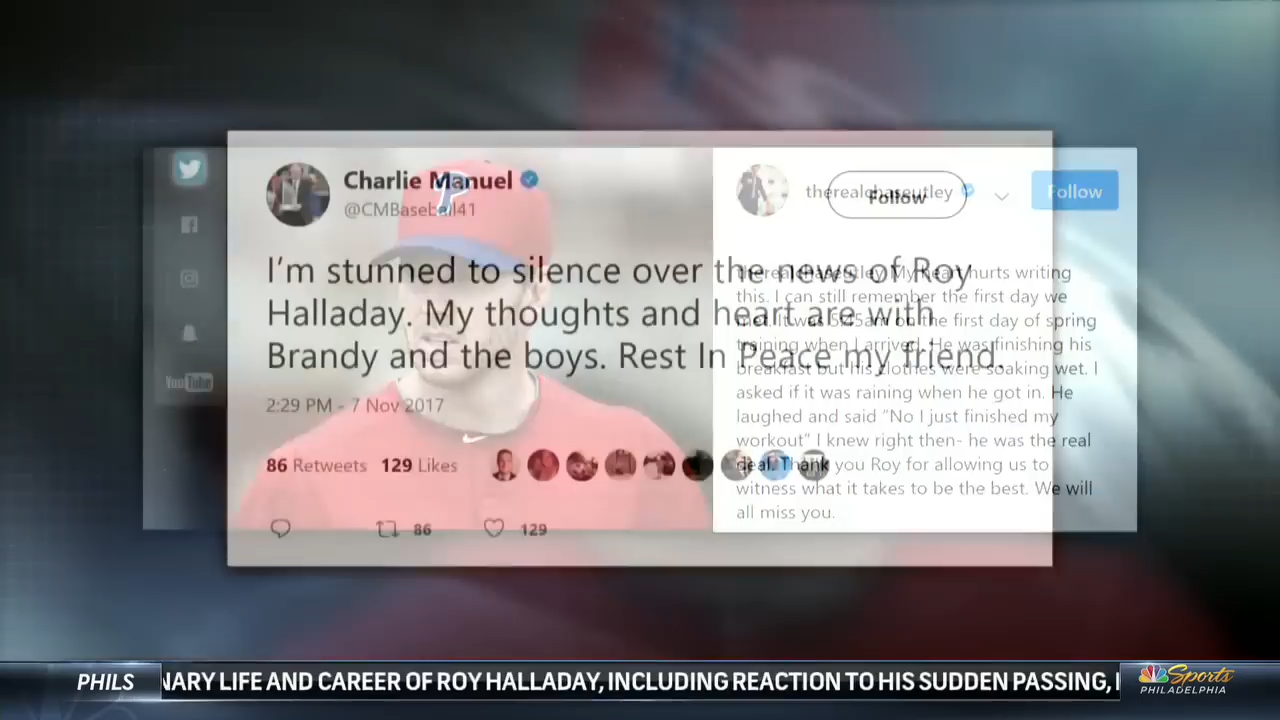 Charlie Manuel
@CMBaseball41
Follow
I'm stunned to silence over the news of Roy
Halladay. My thoughts and heart are with
Brandy and the boys. Rest In Peace my friend.
2:29 PM - 7 Nov 2017
86 Retweets 129 Likes
86 129
YouTube
therealchaseutley
Follow
therealchaseutley My heart hurts writing
this. I can still remember the first day we
met. It was 5:45am on the first day of spring
training when I arrived. He was finishing his
breakfast but his clothes were soaking wet. I
asked if it was raining when he got in. He
laughed and said "No I just finished my
workout" I knew right then- he was the real
deal. Thank you Roy for allowing us to
witness what it takes to be the best. We will
all miss you.
PHILS
NARY LIFE AND CAREER OF ROY HALLADAY, INCLUDING REACTION TO HIS SUDDEN PASSING,
NBC Sports
PHILADELPHIA